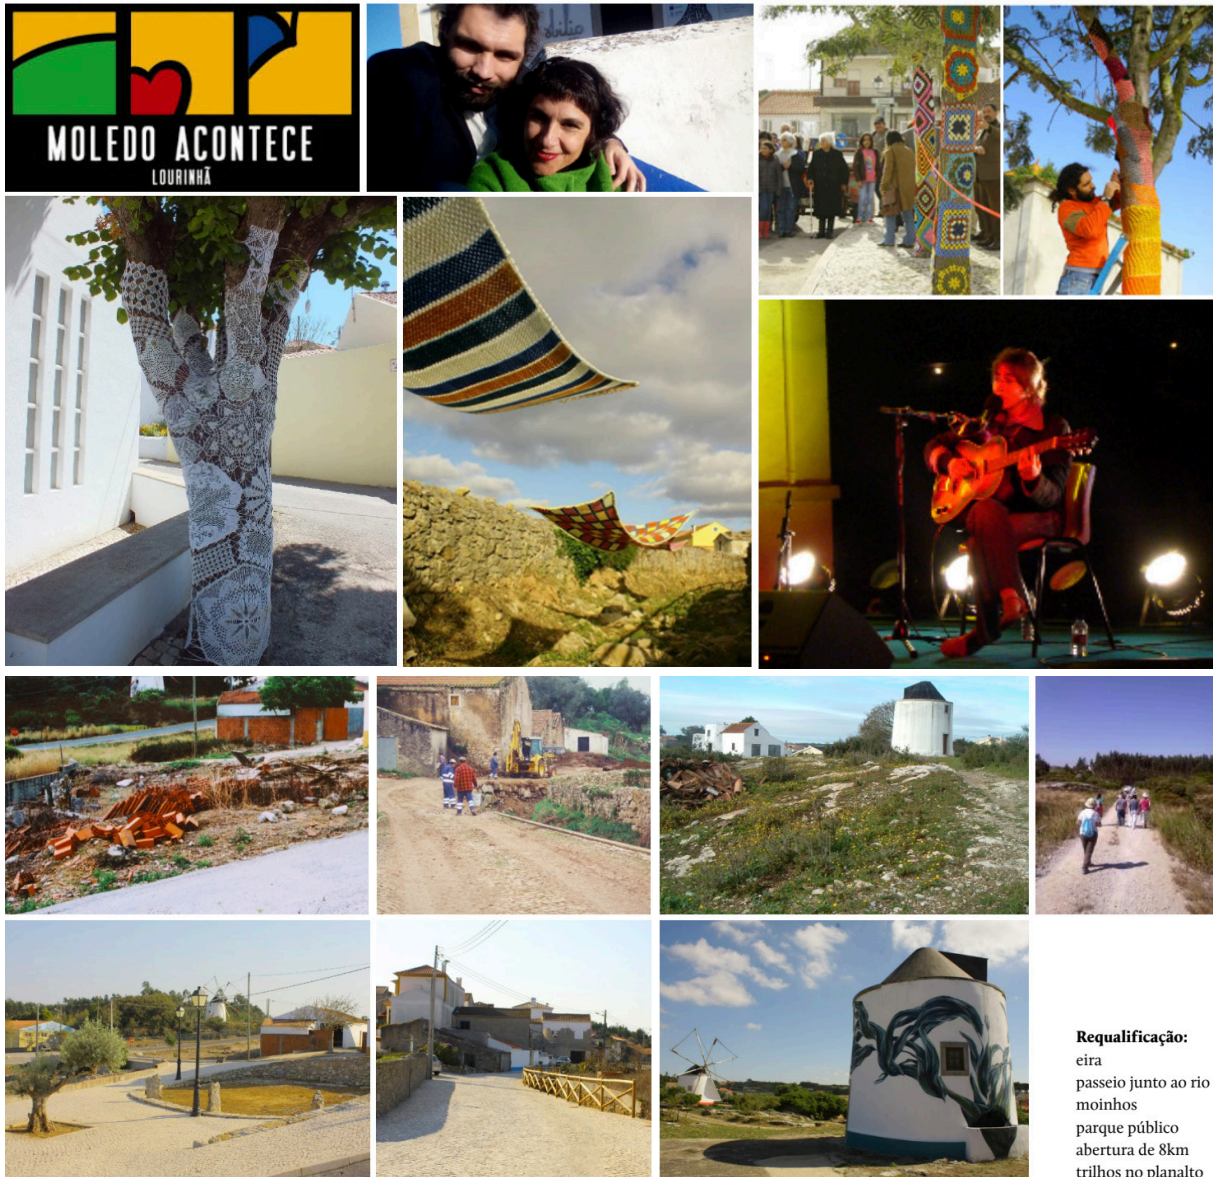 MOLEDO ACONTECE
LOURINHÃ
Requalificação:
eira
passeio junto ao rio
moinhos
parque público
abertura de 8km
trilhos no planalto